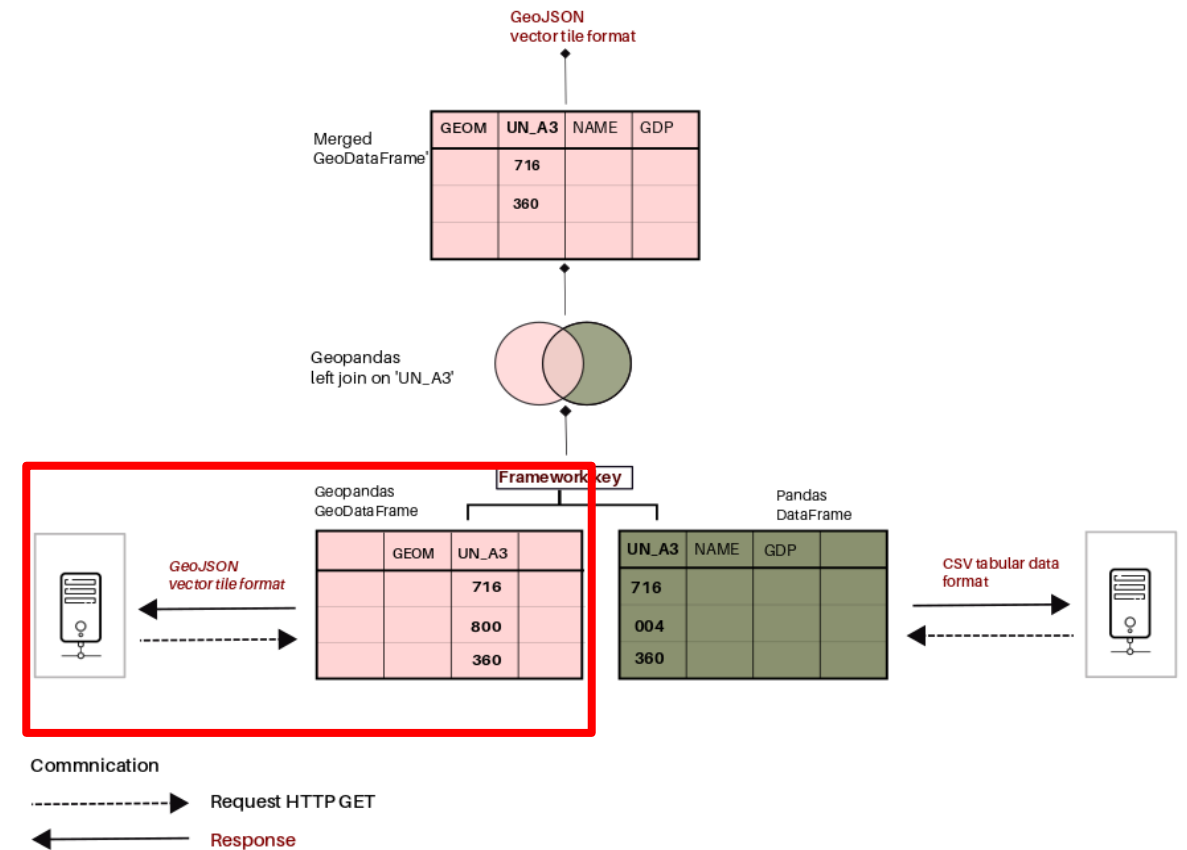 GeoJSON
vector tile format
Merged
GeoDataFrame'
GEOM UN_A3 NAME GDP
716
360
Geopandas
left join on 'UN_A3'
Framework key
Geopandas
GeoDataFrame
Pandas
DataFrame
GeoJSON
vector tile format
GEOM UN_A3
716
800
360
UN_A3 NAME GDP
716
004
360
CSV tabular data
format
Commnication
Request HTTP GET
Response